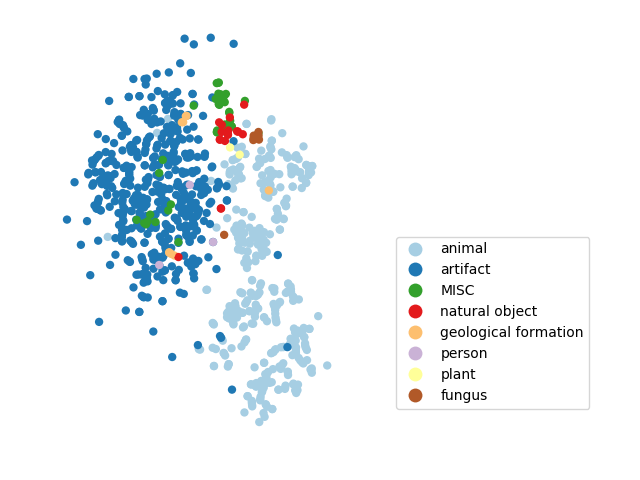 animal
artifact
MISC
natural object
geological formation
person
plant
fungus